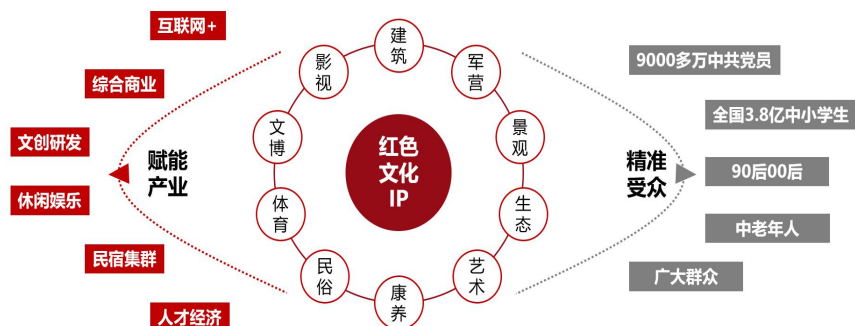 互联网+
综合商业
文创研发
休闲娱乐
民宿集群
人才经济
赋能
产业
建
筑
军
营
景
观
生
态
艺
术
康
养
民
俗
体
育
文
博
影
视
红色
文化
IP
精准
受众
9000多万中共党员
全国3.8亿中小学生
90后00后
中老年人
广大群众